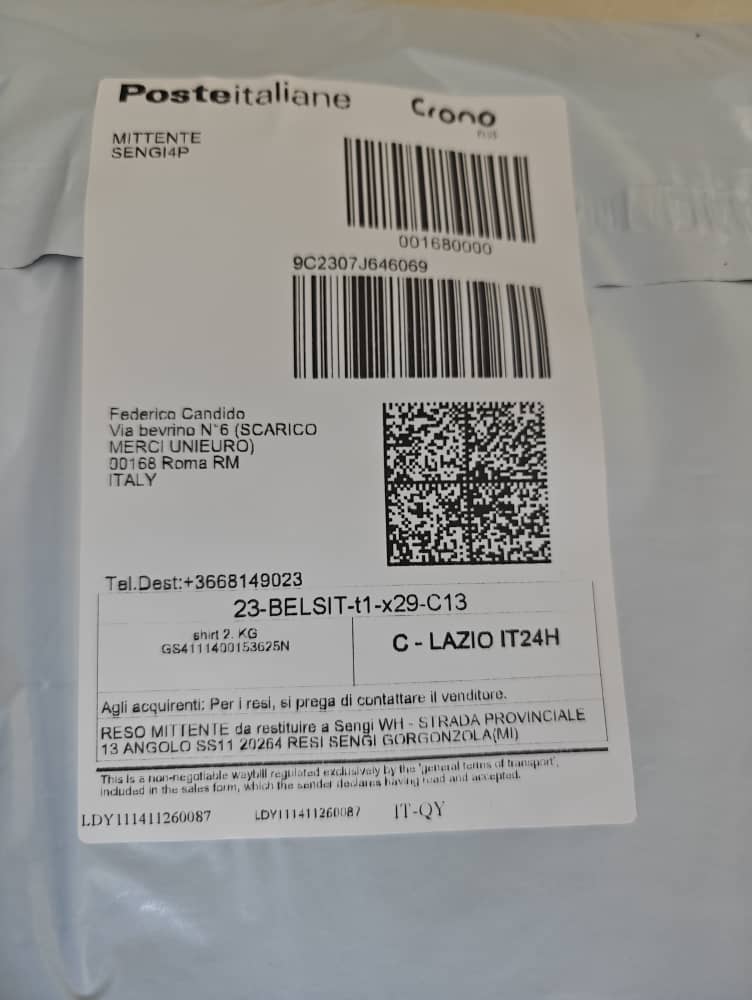 Posteitaliane
Crono
PLUS
MITTENTE
SENGI4P
001680000
9C2307J646069
Federico Candido
Via bevrino N°6 (SCARICO
MERCI UNIEURO)
00168 Roma RM
ITALY
Tel.Dest:+3668149023
23-BELSIT-t1-x29-C13
shirt 2. KG
GS4111400153625N
C - LAZIO IT24H
Agli acquirenti: Per i resi, si prega di contattare il venditore.
RESO MITTENTE da restituire a Sengi WH - STRADA PROVINCIALE
13 ANGOLO SS11 20264 RESI SENGI GORGONZOLA(MI)
This is a non-negotiable waybill regulated exclusively by the 'general terms of transport',
included in the sales form, which the sender declares having read and accepted.
LDY111411260087
LDY111411260087
IT-QY